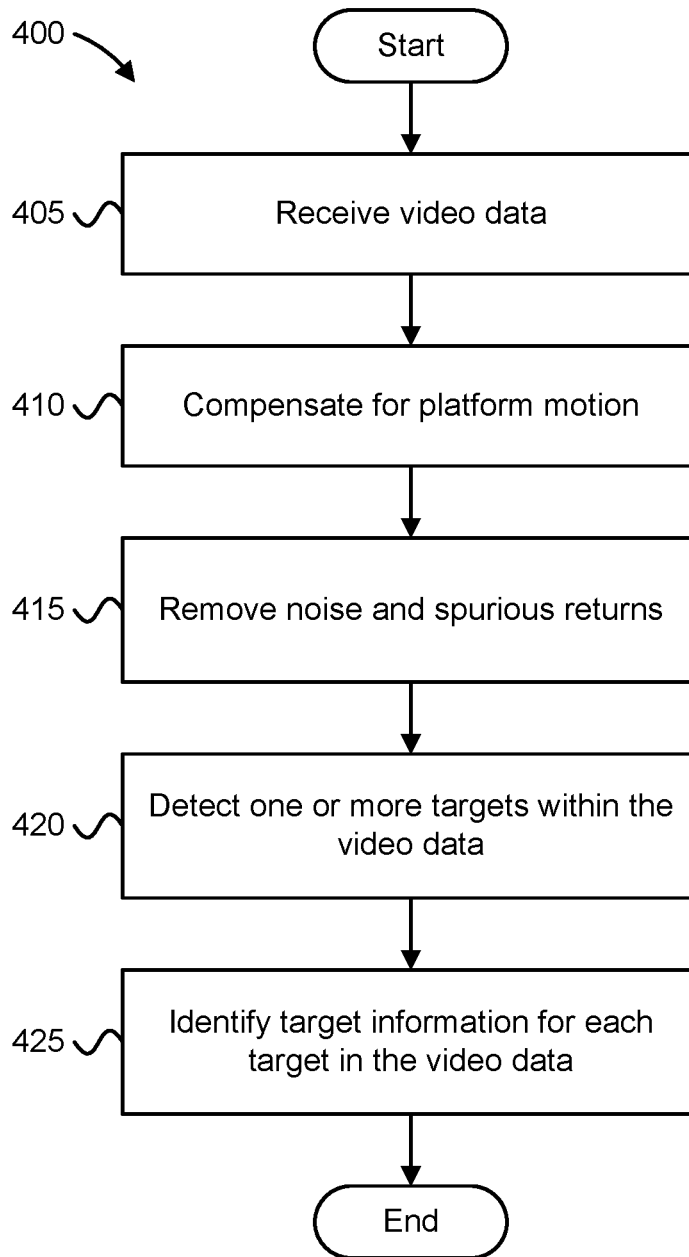 400
Start
405
Receive video data
410
Compensate for platform motion
415
Remove noise and spurious returns
420
Detect one or more targets within the
video data
425
Identify target information for each
target in the video data
End